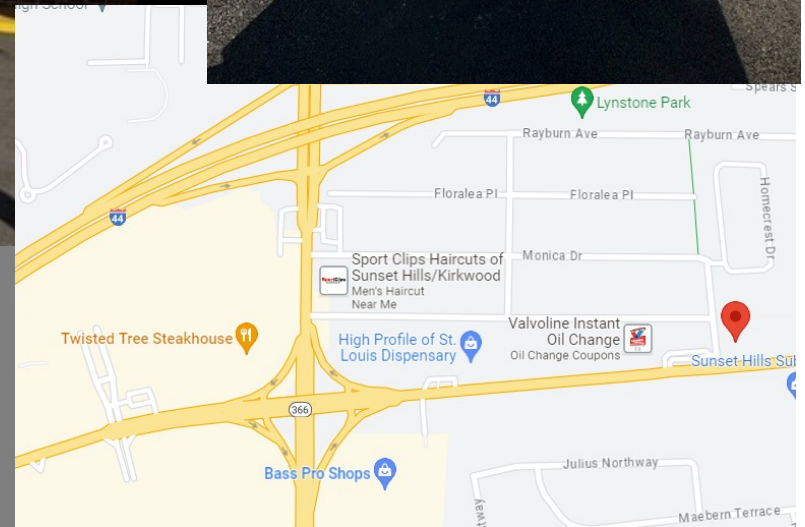 High School
44
Lynstone Park
Spears S
Rayburn Ave
Rayburn Ave
Floralea Pl
Floralea Pl
Homecrest Dr
44
Monica Dr
Sport Clips Haircuts of
Sunset Hills/Kirkwood
Men's Haircut
Near Me
Valvoline Instant
Oil Change
Oil Change Coupons
Twisted Tree Steakhouse
High Profile of St.
Louis Dispensary
Sunset Hills Sub
366
Julius Northway
Bass Pro Shops
Maebern Terrace
tway